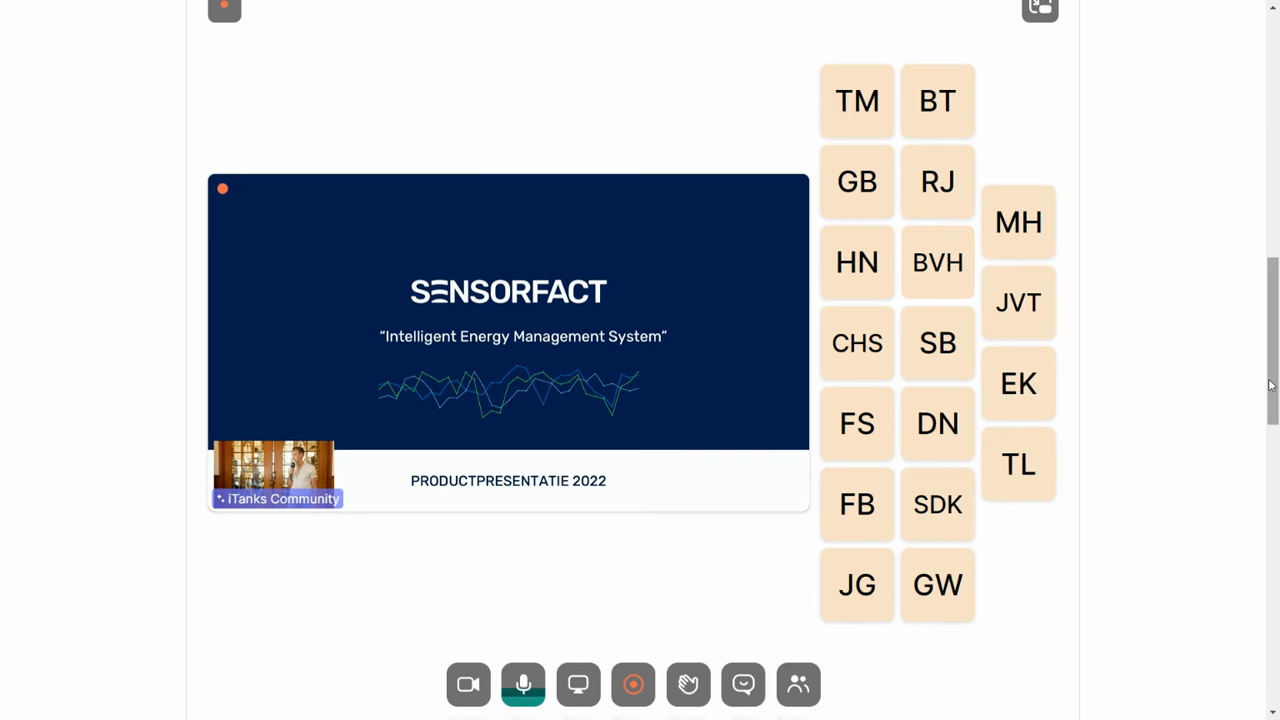 SENSORFACT
“Intelligent Energy Management System”
iTanks Community
PRODUCTPRESENTATIE 2022
TM BT
GB RJ
MH
HN BVH
JVT
CHS SB
EK
FS DN
TL
FB SDK
JG GW